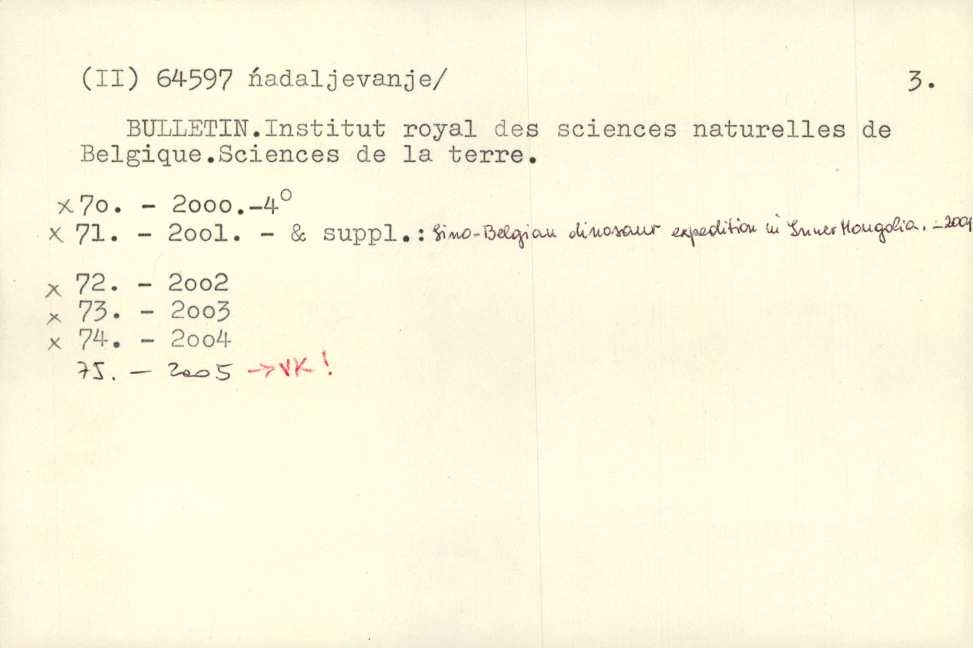 (II) 64597 ńadaljevanje/ 3.
BULLETIN.Institut royal des sciences naturelles de
Belgique.Sciences de la terre.
x 7o. - 2ooo.-4°
x 71. - 2oo1. - & suppl.: Sino-Belgian dinosaur expedition in Inner Mongolia. - 2001
x 72. - 2oo2
x 73. - 2oo3
x 74. - 2oo4
75. - 2005 → VK!